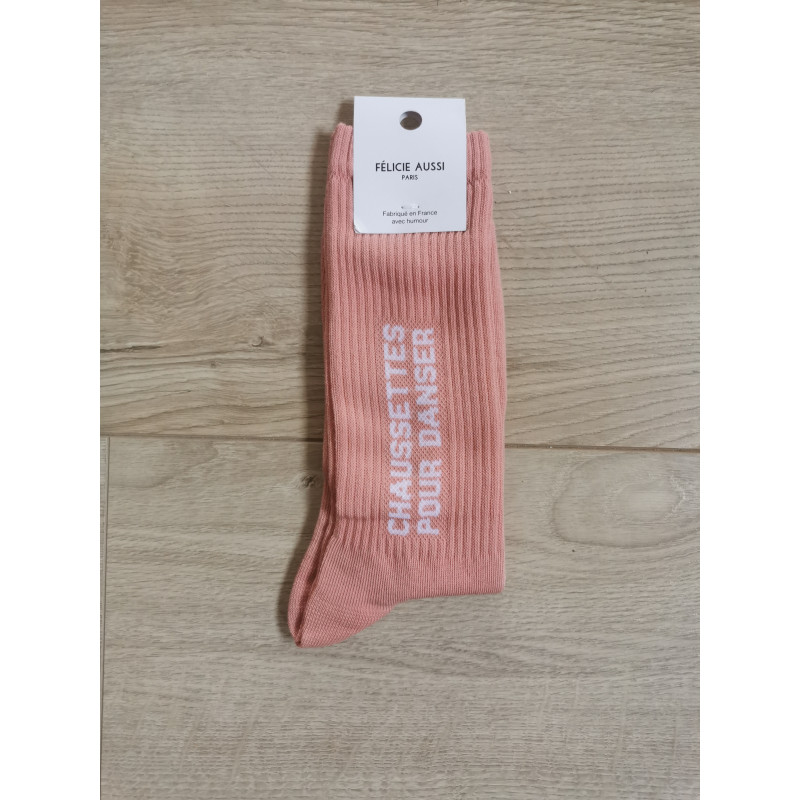 FÉLICIE AUSSI
PARIS
Fabriqué en France
avec humour
CHAUSSETTES
POUR DANSER